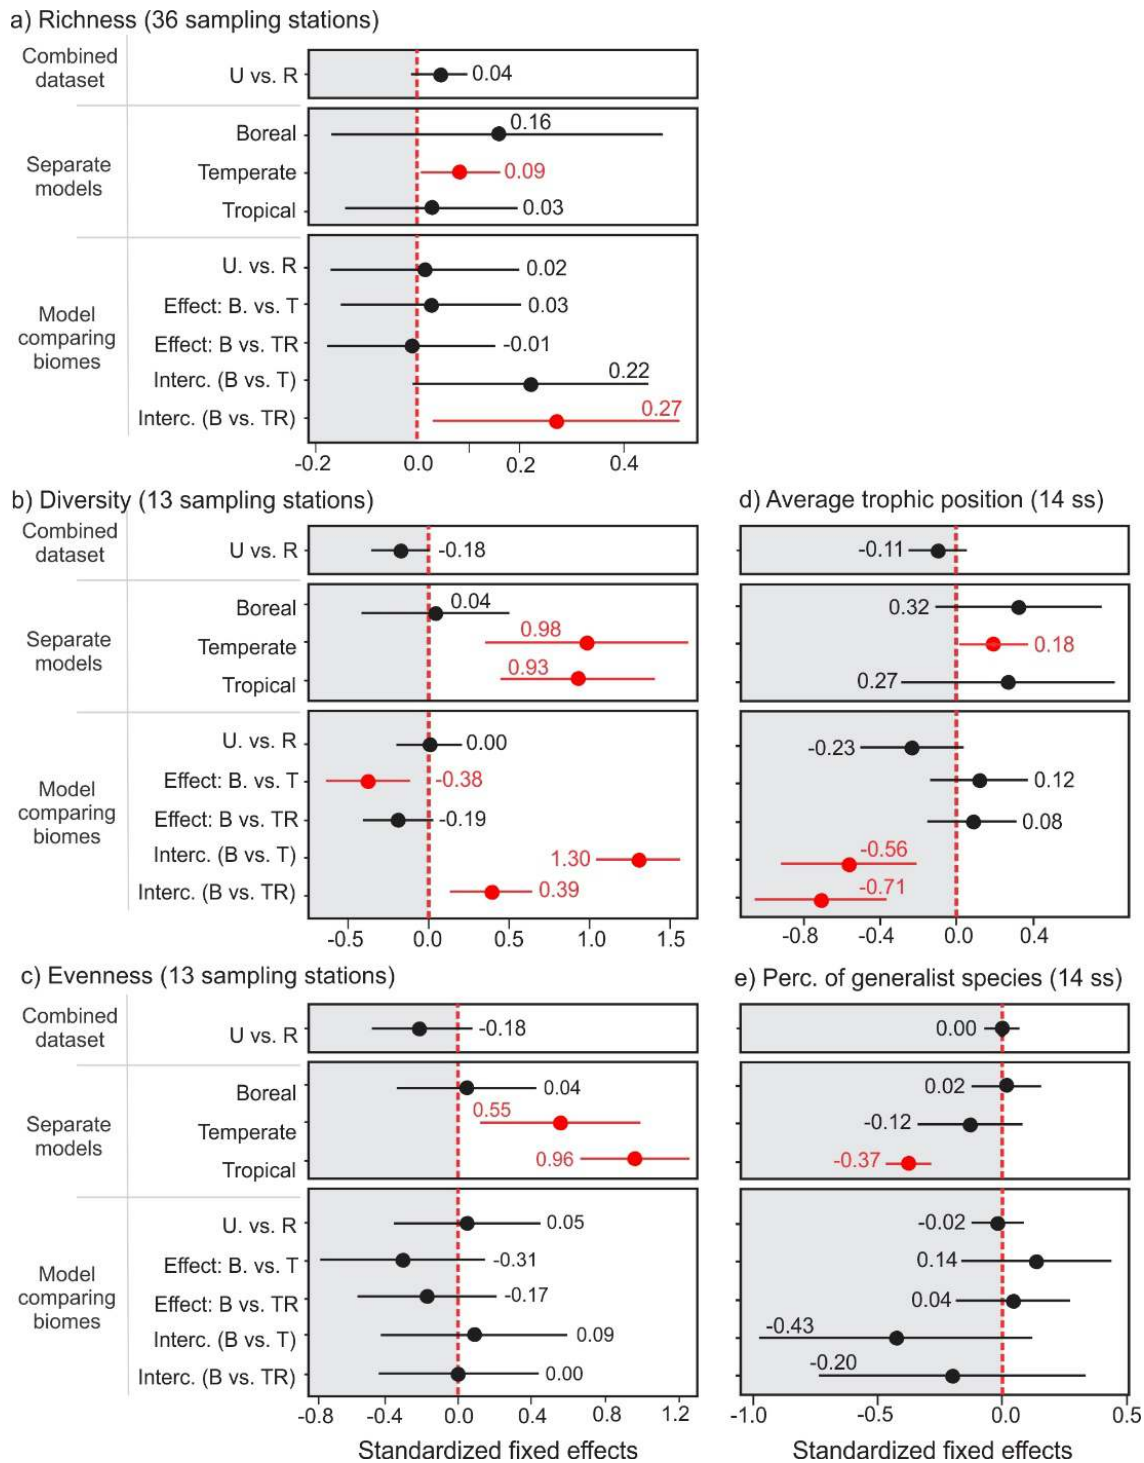 a) Richness (36 sampling stations)
Combined dataset
U vs. R
0.04
Separate models
Boreal
0.16
Temperate
0.09
Tropical
0.03
Model comparing biomes
U. vs. R
0.02
Effect: B. vs. T
0.03
Effect: B vs. TR
-0.01
Interc. (B vs. T)
0.22
Interc. (B vs. TR)
0.27
-0.2 0.0 0.2 0.4
b) Diversity (13 sampling stations)
Combined dataset
U vs. R
-0.18
Separate models
Boreal
0.04
Temperate
0.98
Tropical
0.93
Model comparing biomes
U. vs. R
0.00
Effect: B. vs. T
-0.38
Effect: B vs. TR
-0.19
Interc. (B vs. T)
1.30
Interc. (B vs. TR)
0.39
-0.5 0.0 0.5 1.0 1.5
d) Average trophic position (14 ss)
-0.11
0.32
0.18
0.27
-0.23
0.12
0.08
-0.56
-0.71
-0.8 -0.4 0.0 0.4
c) Evenness (13 sampling stations)
Combined dataset
U vs. R
-0.18
Separate models
Boreal
0.04
Temperate
0.55
Tropical
0.96
Model comparing biomes
U. vs. R
0.05
Effect: B. vs. T
-0.31
Effect: B vs. TR
-0.17
Interc. (B vs. T)
0.09
Interc. (B vs. TR)
0.00
-0.8 -0.4 0.0 0.4 0.8 1.2
Standardized fixed effects
e) Perc. of generalist species (14 ss)
0.00
0.02
-0.12
-0.37
-0.02
0.14
0.04
-0.43
-0.20
-1.0 -0.5 0.0 0.5
Standardized fixed effects